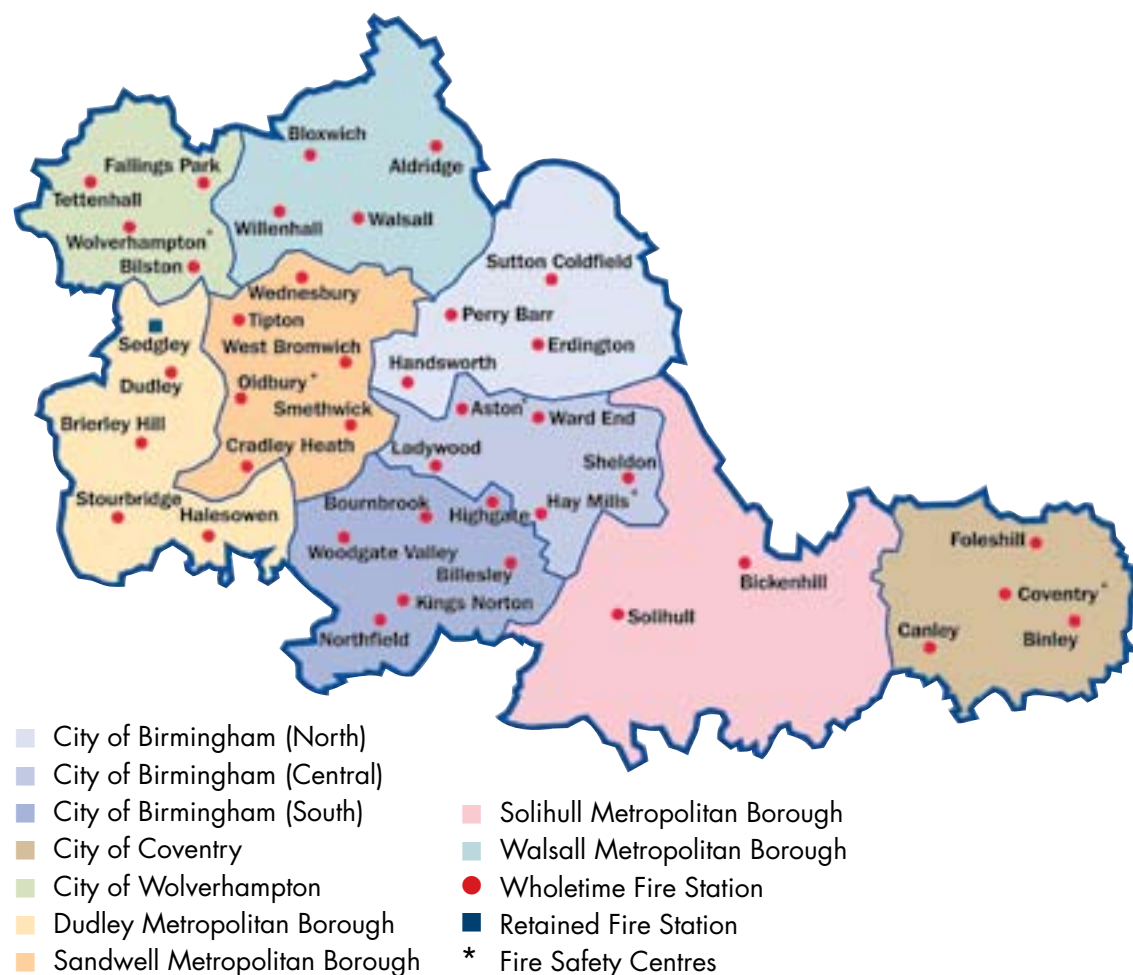 Bloxwich
Aldridge
Fallings Park
Tettenhall
Willenhall
Walsall
Wolverhampton*
Bilston
Sutton Coldfield
Wednesbury
Perry Barr
Tipton
Sedgley
West Bromwich
Erdington
Handsworth
Dudley
Oldbury*
Smethwick
Aston*
Ward End
Brierley Hill
Cradley Heath
Ladywood
Sheldon
Stourbridge
Halesowen
Bournbrook
Highgate
Hay Mills*
Woodgate Valley
Billesley
Foleshill
Bickenhill
Kings Norton
Coventry*
Solihull
Northfield
Canley
Binley
City of Birmingham (North)
City of Birmingham (Central)
City of Birmingham (South)
City of Coventry
City of Wolverhampton
Dudley Metropolitan Borough
Sandwell Metropolitan Borough
Solihull Metropolitan Borough
Walsall Metropolitan Borough
Wholetime Fire Station
Retained Fire Station
* Fire Safety Centres